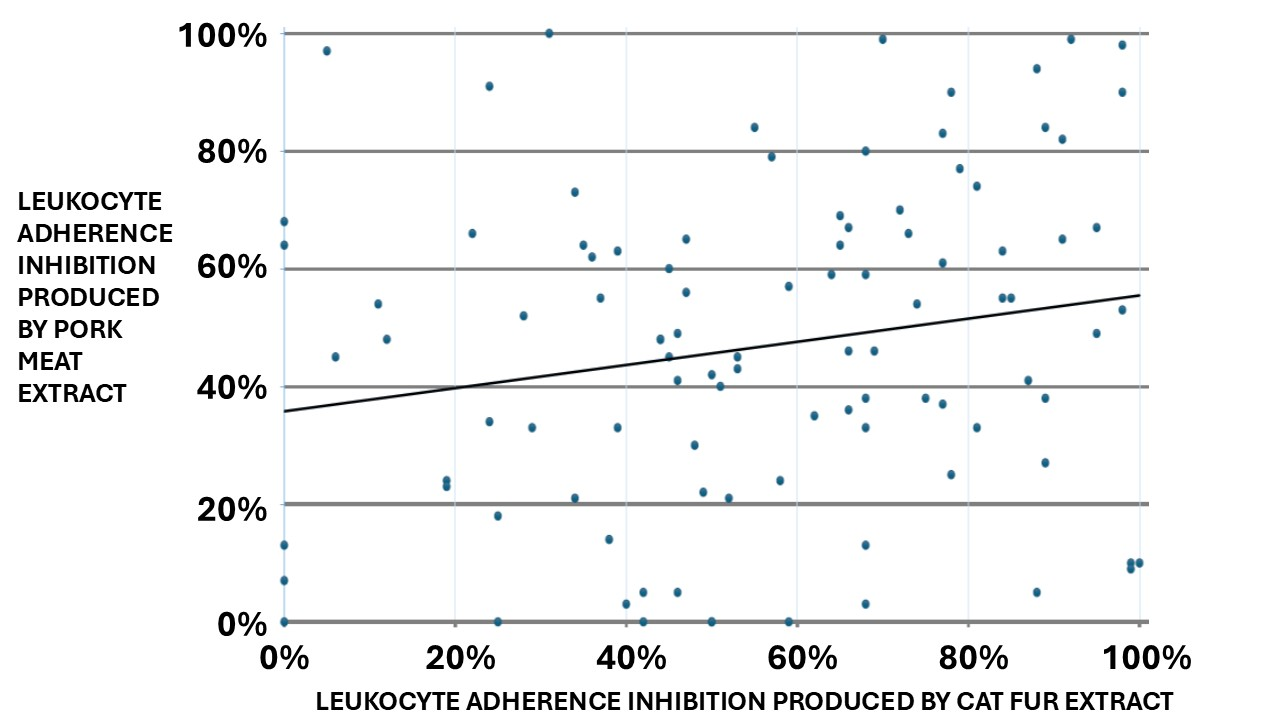 100%
80%
60%
40%
20%
0%
LEUKOCYTE
ADHERENCE
INHIBITION
PRODUCED
BY PORK
MEAT
EXTRACT
0% 20% 40% 60% 80% 100%
LEUKOCYTE ADHERENCE INHIBITION PRODUCED BY CAT FUR EXTRACT